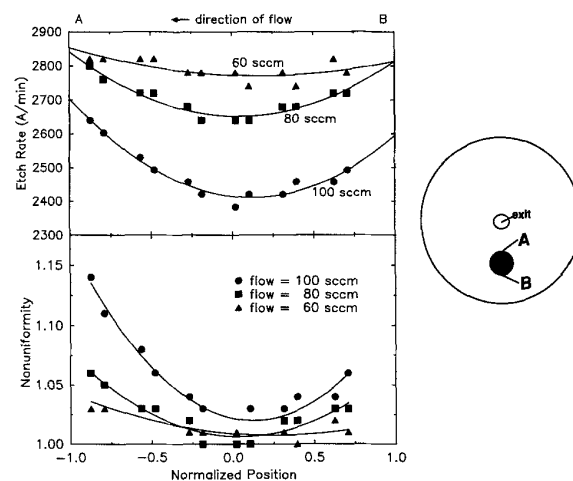 A ← direction of flow B
2900
2800
2700
2600
2500
2400
2300
Etch Rate (A/min)
60 sccm
80 sccm
100 sccm
1.15
1.10
1.05
1.00
Nonuniformity
● flow = 100 sccm
■ flow = 80 sccm
▲ flow = 60 sccm
-1.0 -0.5 0.0 0.5 1.0
Normalized Position
exit
A
B